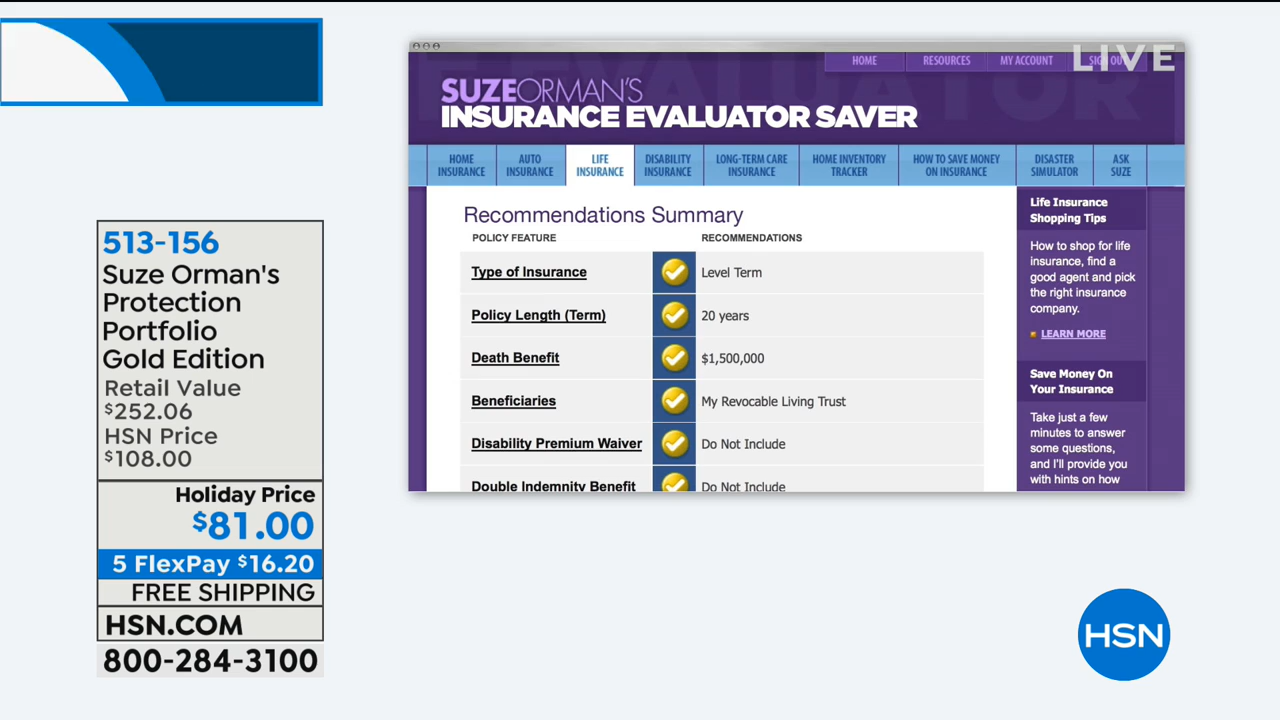 513-156
Suze Orman's
Protection
Portfolio
Gold Edition
Retail Value
$252.06
HSN Price
$108.00
Holiday Price
$81.00
5 FlexPay $16.20
FREE SHIPPING
HSN.COM
800-284-3100
LIVE
HOME RESOURCES MY ACCOUNT
SUZE ORMAN'S
INSURANCE EVALUATOR SAVER
HOME INSURANCE
AUTO INSURANCE
LIFE INSURANCE
DISABILITY INSURANCE
LONG-TERM CARE INSURANCE
HOME INVENTORY TRACKER
HOW TO SAVE MONEY ON INSURANCE
DISASTER SIMULATOR
ASK SUZE
Recommendations Summary
POLICY FEATURE RECOMMENDATIONS
Type of Insurance Level Term
Policy Length (Term) 20 years
Death Benefit $1,500,000
Beneficiaries My Revocable Living Trust
Disability Premium Waiver Do Not Include
Double Indemnity Benefit Do Not Include
Life Insurance
Shopping Tips
How to shop for life
insurance, find a
good agent and pick
the right insurance
company.
LEARN MORE
Save Money On
Your Insurance
Take just a few
minutes to answer
some questions,
and I'll provide you
with hints on how
HSN